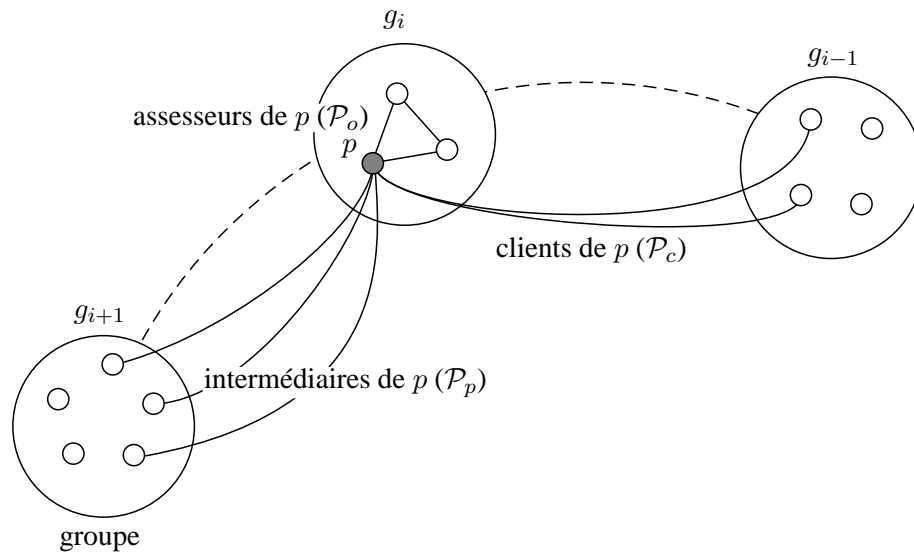 g_i
g_{i−1}
assesseurs de p (𝒫_o)
p
clients de p (𝒫_c)
g_{i+1}
intermédiaires de p (𝒫_p)
groupe